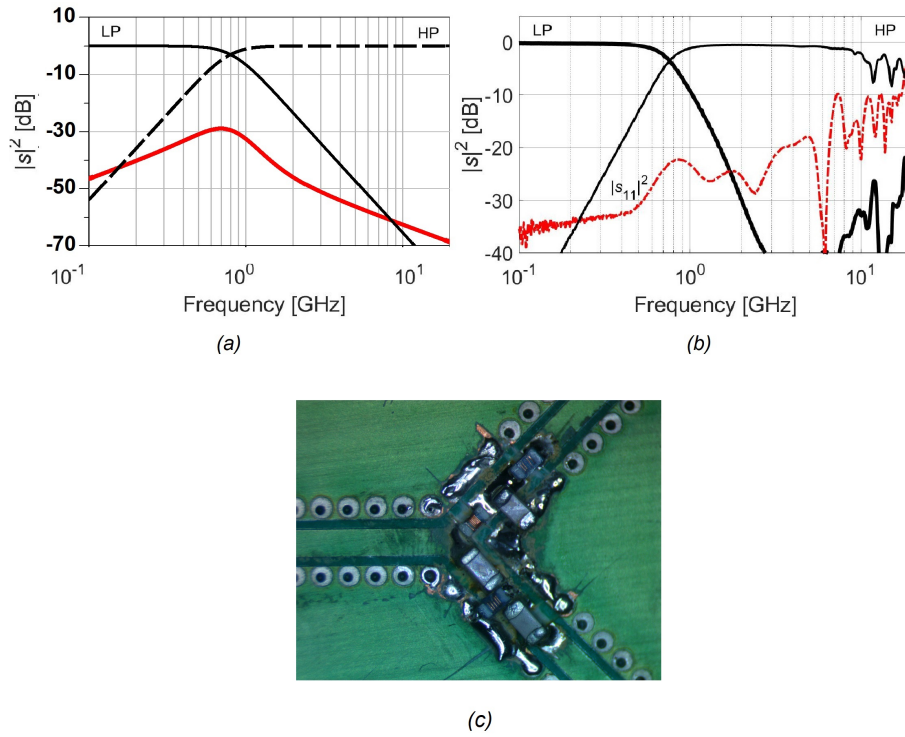 10
-10
-30
-50
-70
|s|² [dB]
LP
HP
10⁻¹
10⁰
10¹
Frequency [GHz]
(a)
0
-10
-20
-30
-40
|s|² [dB]
LP
HP
|s₁₁|²
10⁻¹
10⁰
10¹
Frequency [GHz]
(b)
(c)